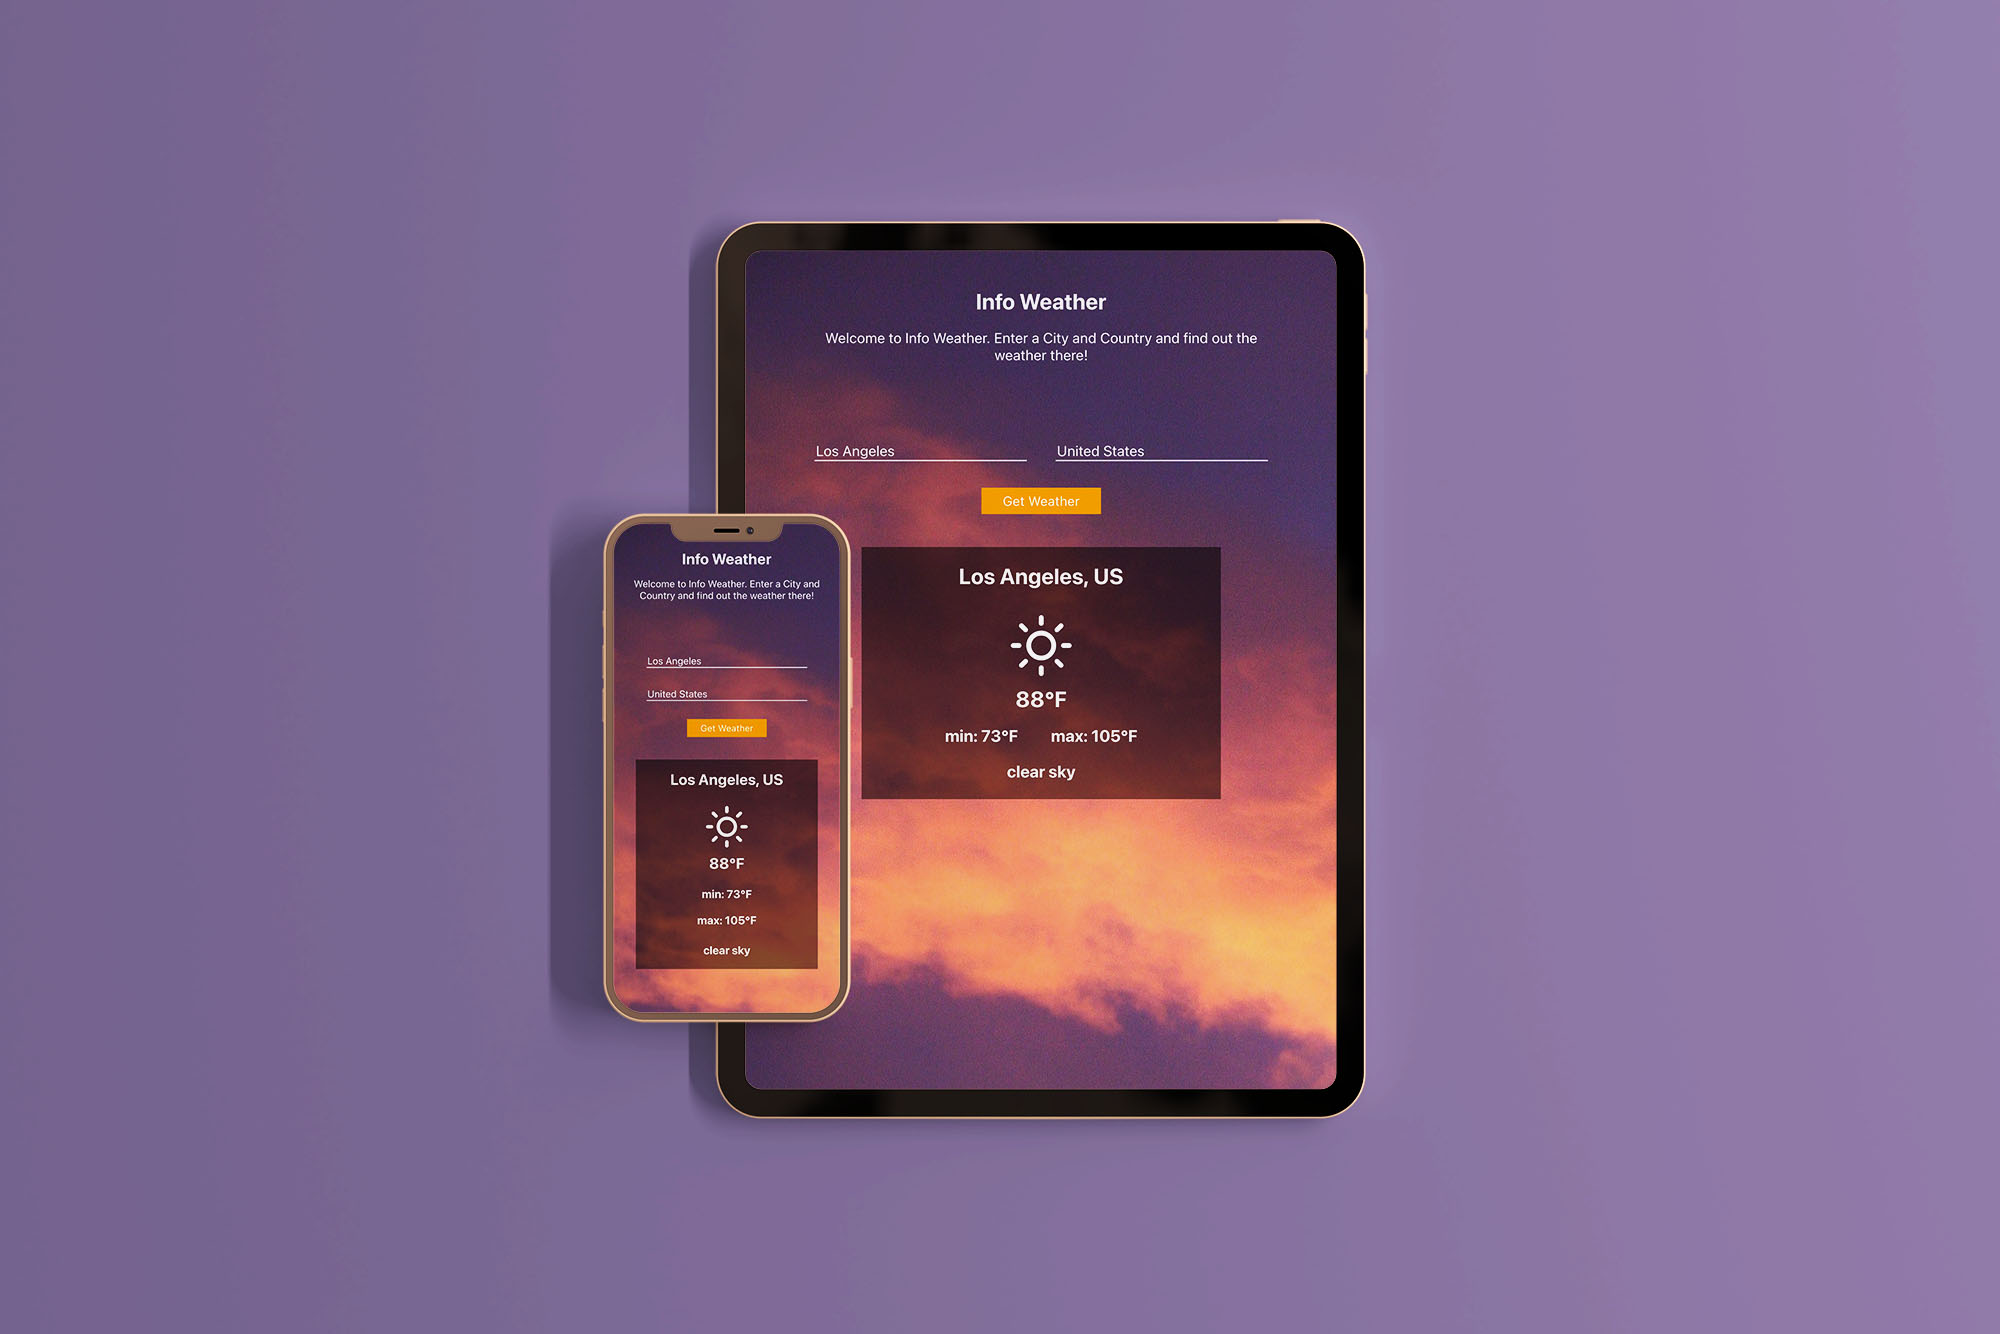 Info Weather
Welcome to Info Weather. Enter a City and Country and find out the
weather there!
Los Angeles
United States
Get Weather
Los Angeles, US
88°F
min: 73°F
max: 105°F
clear sky
Info Weather
Welcome to Info Weather. Enter a City and
Country and find out the weather there!
Los Angeles
United States
Get Weather
Los Angeles, US
88°F
min: 73°F
max: 105°F
clear sky